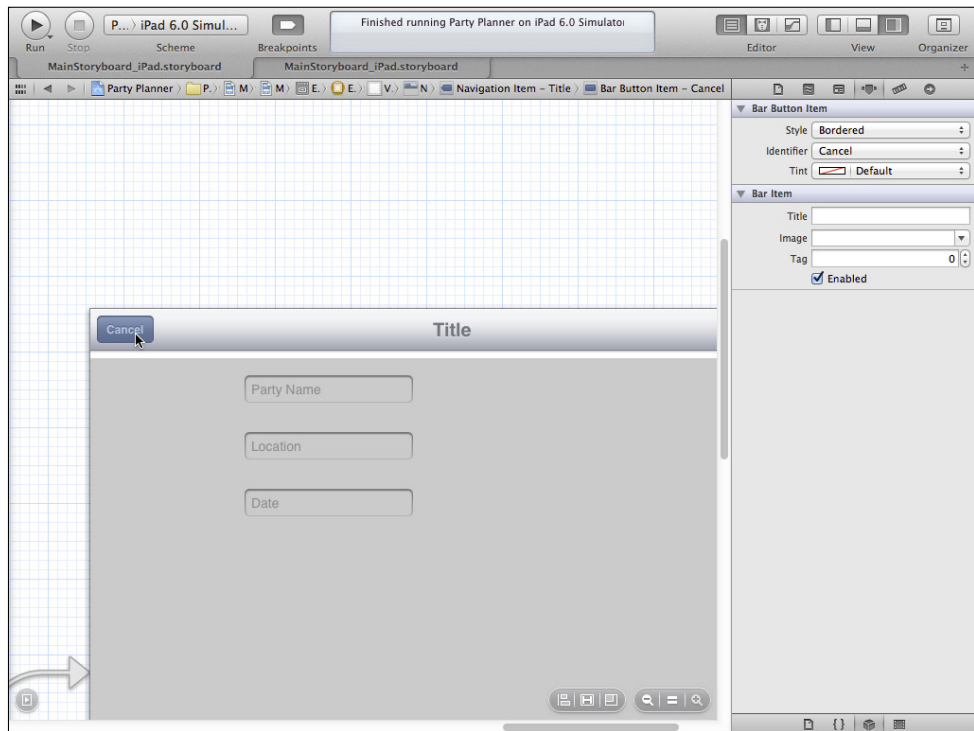 P...〉 iPad 6.0 Simul... Finished running Party Planner on iPad 6.0 Simulator
Run Stop Scheme Breakpoints Editor View Organizer
MainStoryboard_iPad.storyboard MainStoryboard_iPad.storyboard
Party Planner 〉 P.〉 M〉 M〉 E.〉 E.〉 V.〉 N〉 Navigation Item – Title 〉 Bar Button Item – Cancel
Bar Button Item
Style Bordered
Identifier Cancel
Tint Default
Bar Item
Title
Image
Tag 0
Enabled
Cancel Title
Party Name
Location
Date